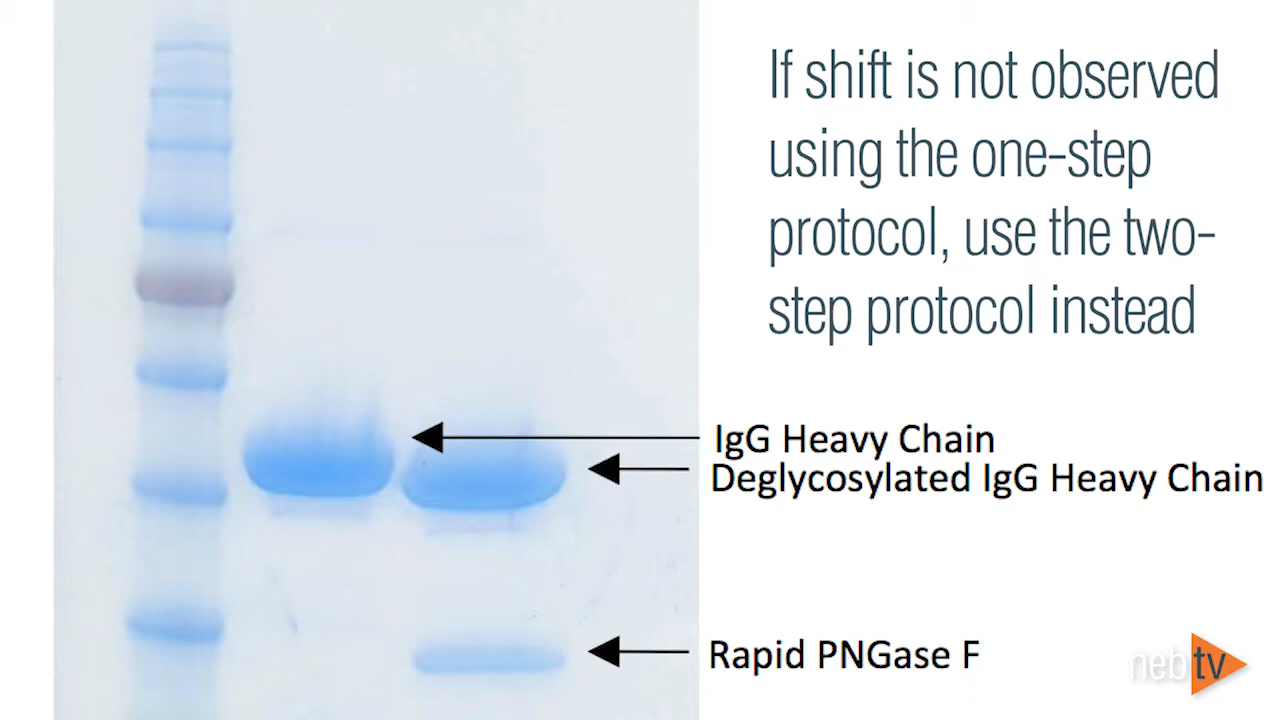 If shift is not observed
using the one-step
protocol, use the two-
step protocol instead
IgG Heavy Chain
Deglycosylated IgG Heavy Chain
Rapid PNGase F
neb tv